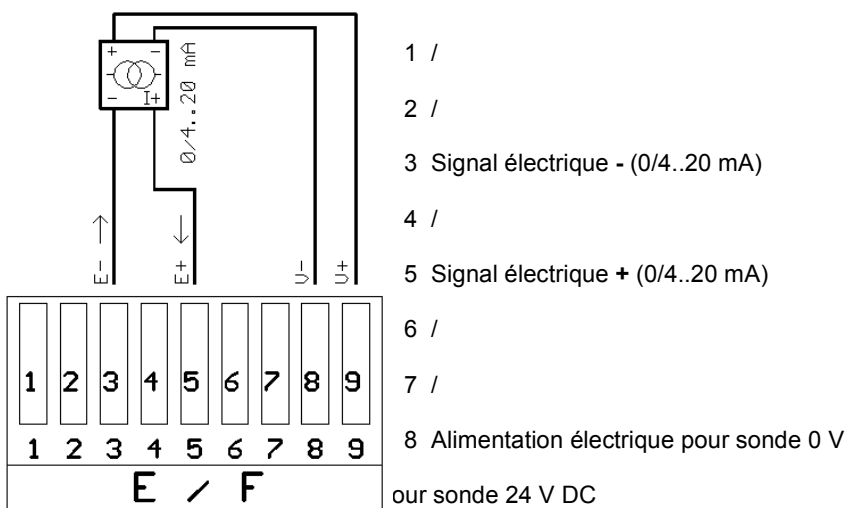 + -
- I+
0/4..20 mA
E- E+ V- V+
1 2 3 4 5 6 7 8 9
1 2 3 4 5 6 7 8 9
E / F
1 /
2 /
3 Signal électrique - (0/4..20 mA)
4 /
5 Signal électrique + (0/4..20 mA)
6 /
7 /
8 Alimentation électrique pour sonde 0 V
our sonde 24 V DC